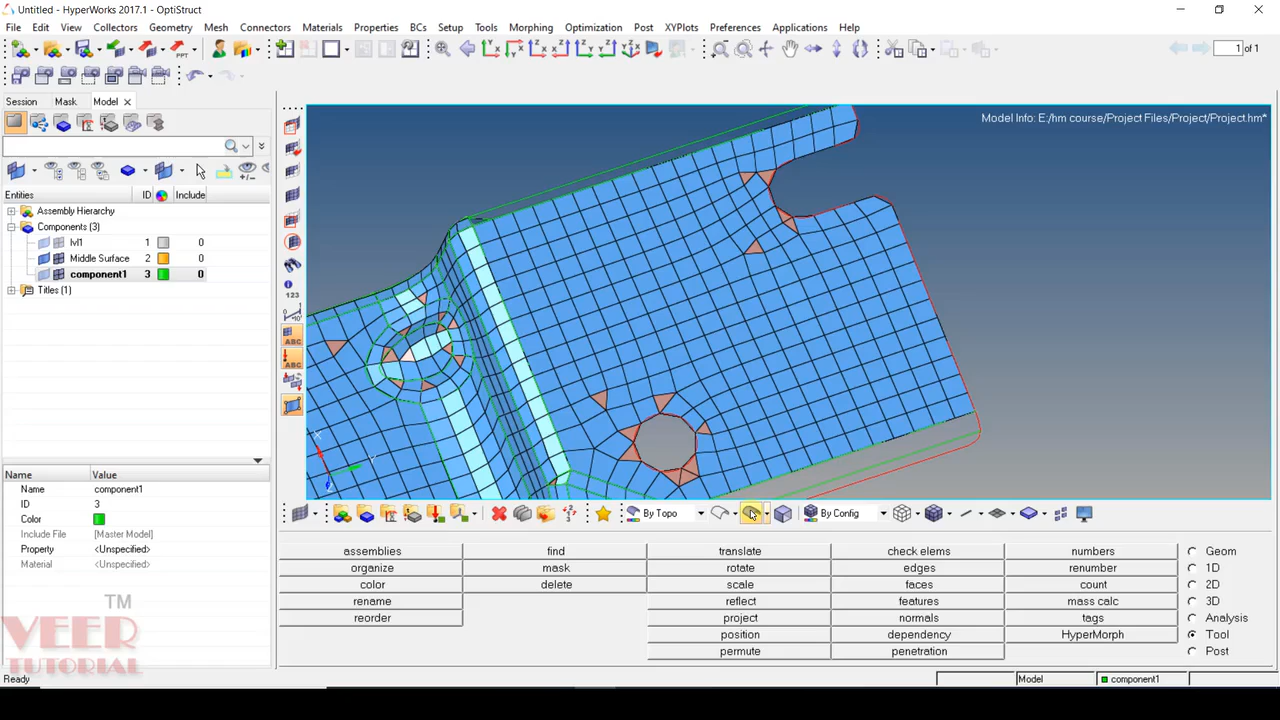 Untitled - HyperWorks 2017.1 - OptiStruct
File Edit View Collectors Geometry Mesh Connectors Materials Properties BCs Setup Tools Morphing Optimization Post XYPlots Preferences Applications Help
1 of 1
Session Mask Model
Model Info: E:/hm course/Project Files/Project/Project.hm*
Entities ID Include
Assembly Hierarchy
Components (3)
lvl1 1 0
Middle Surface 2 0
component1 3 0
Titles (1)
123
ABC
ABC
Name Value
Name component1
ID 3
Color
Include File [Master Model]
Property <Unspecified>
Material <Unspecified>
By Topo By Config
assemblies find translate check elems numbers Geom
organize mask rotate edges renumber 1D
color delete scale faces count 2D
rename reflect features mass calc 3D
reorder project normals tags Analysis
position dependency HyperMorph Tool
permute penetration Post
TM
VEER
TUTORIAL
Ready Model component1